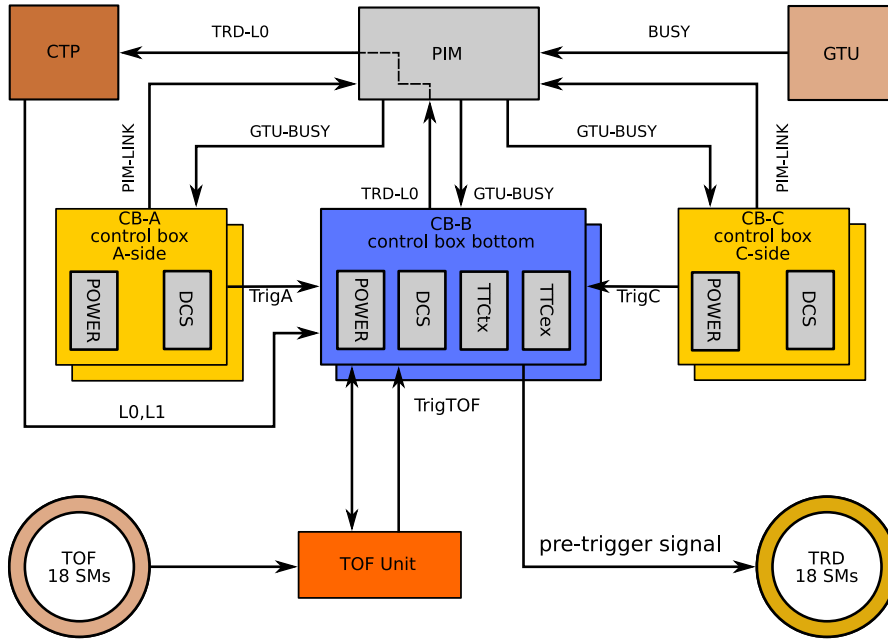 CTP
TRD-L0
PIM
BUSY
GTU
PIM-LINK
GTU-BUSY
TRD-L0
GTU-BUSY
GTU-BUSY
PIM-LINK
CB-A
control box
A-side
POWER
DCS
TrigA
CB-B
control box bottom
POWER
DCS
TTCtx
TTCex
TrigC
CB-C
control box
C-side
POWER
DCS
L0,L1
TrigTOF
TOF
18 SMs
TOF Unit
pre-trigger signal
TRD
18 SMs